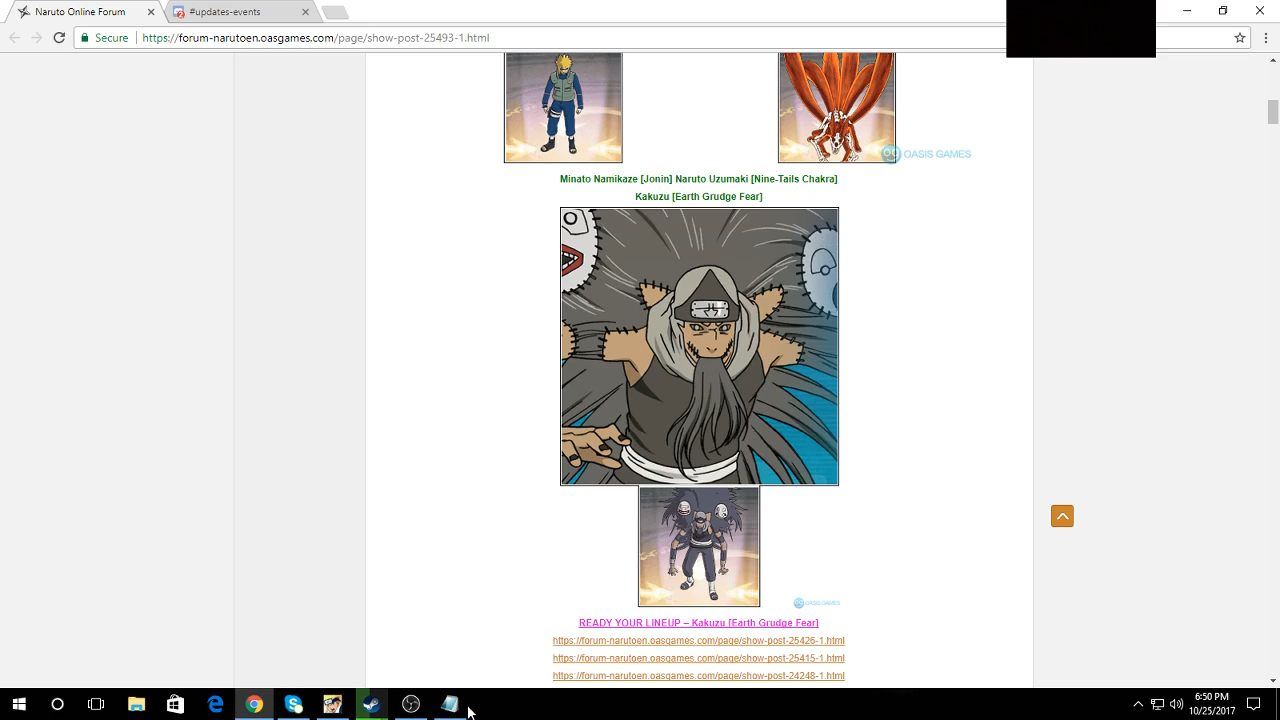 Naruto Online Forum
#updates-events
Secure
https://forum-narutoen.oasgames.com/page/show-post-25493-1.html
OASIS GAMES
Minato Namikaze [Jonin] Naruto Uzumaki [Nine-Tails Chakra]
Kakuzu [Earth Grudge Fear]
OASIS GAMES
READY YOUR LINEUP – Kakuzu [Earth Grudge Fear]
https://forum-narutoen.oasgames.com/page/show-post-25426-1.html
https://forum-narutoen.oasgames.com/page/show-post-25415-1.html
https://forum-narutoen.oasgames.com/page/show-post-24248-1.html
6:50 PM
10/25/2017